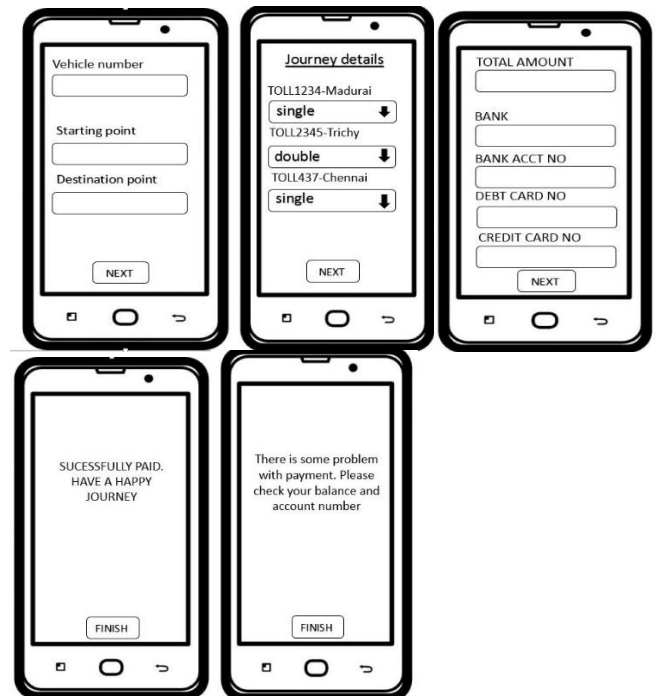 Vehicle number
Starting point
Destination point
NEXT
Journey details
TOLL1234-Madurai
single
TOLL2345-Trichy
double
TOLL437-Chennai
single
NEXT
TOTAL AMOUNT
BANK
BANK ACCT NO
DEBT CARD NO
CREDIT CARD NO
NEXT
SUCESSFULLY PAID.
HAVE A HAPPY
JOURNEY
FINISH
There is some problem
with payment. Please
check your balance and
account number
FINISH